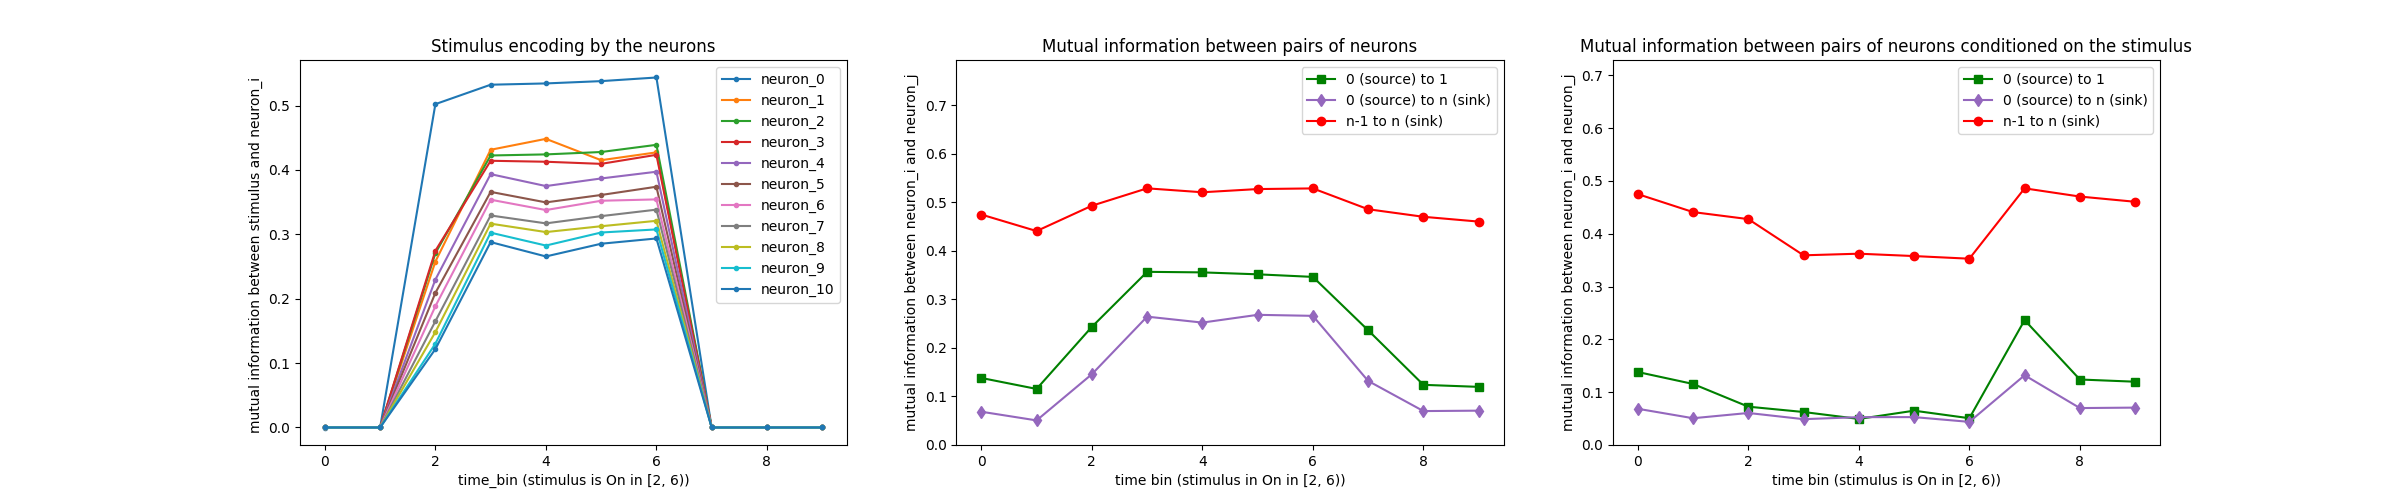 Stimulus encoding by the neurons
mutual information between stimulus and neuron_i
0.5
0.4
0.3
0.2
0.1
0.0
neuron_0
neuron_1
neuron_2
neuron_3
neuron_4
neuron_5
neuron_6
neuron_7
neuron_8
neuron_9
neuron_10
0 2 4 6 8
time_bin (stimulus is On in [2, 6))
Mutual information between pairs of neurons
mutual information between neuron_i and neuron_j
0.7
0.6
0.5
0.4
0.3
0.2
0.1
0.0
0 (source) to 1
0 (source) to n (sink)
n-1 to n (sink)
0 2 4 6 8
time bin (stimulus in On in [2, 6))
Mutual information between pairs of neurons conditioned on the stimulus
mutual information between neuron_i and neuron_j
0.7
0.6
0.5
0.4
0.3
0.2
0.1
0.0
0 (source) to 1
0 (source) to n (sink)
n-1 to n (sink)
0 2 4 6 8
time bin (stimulus is On in [2, 6))